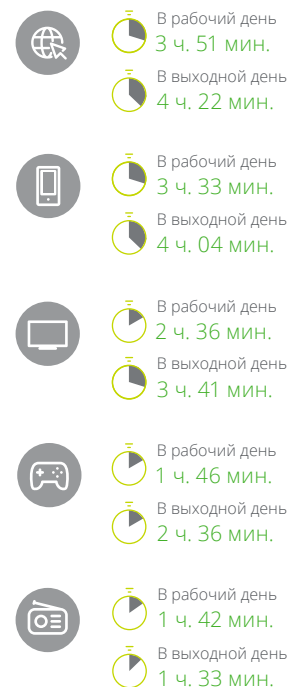 В рабочий день
3 ч. 51 мин.
В выходной день
4 ч. 22 мин.
В рабочий день
3 ч. 33 мин.
В выходной день
4 ч. 04 мин.
В рабочий день
2 ч. 36 мин.
В выходной день
3 ч. 41 мин.
В рабочий день
1 ч. 46 мин.
В выходной день
2 ч. 36 мин.
В рабочий день
1 ч. 42 мин.
В выходной день
1 ч. 33 мин.